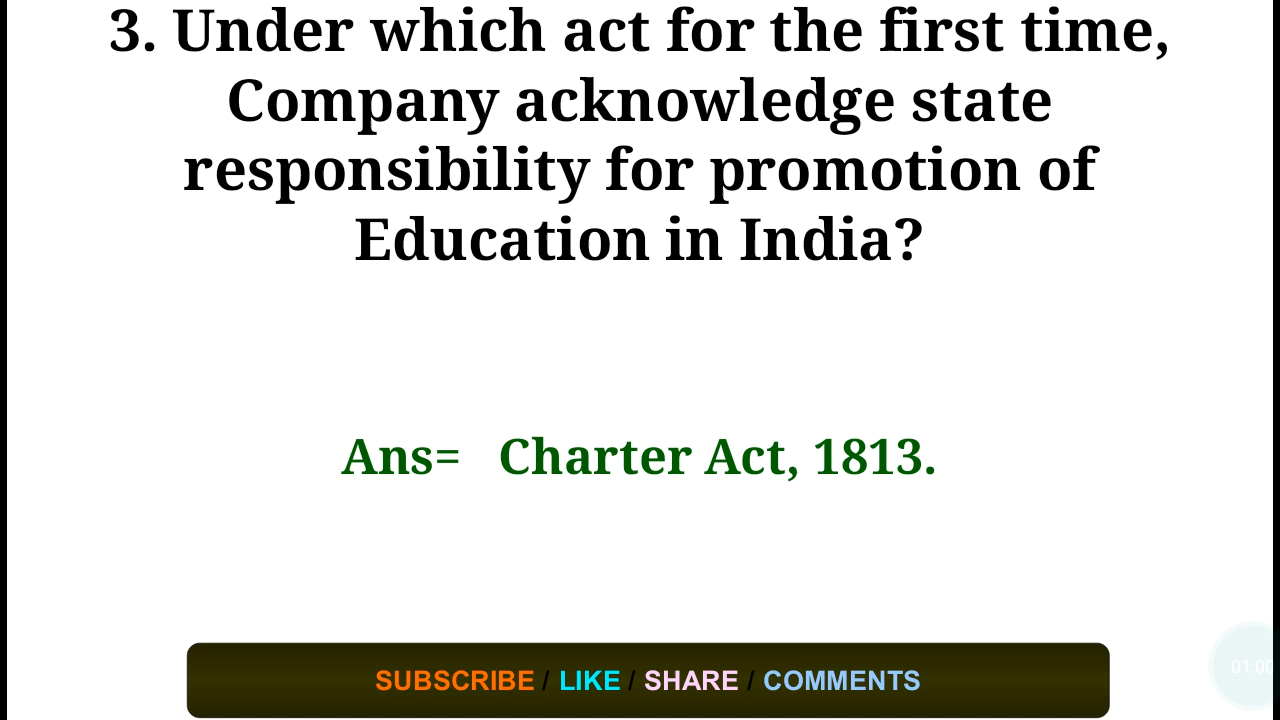 3. Under which act for the first time,
Company acknowledge state
responsibility for promotion of
Education in India?
Ans= Charter Act, 1813.
SUBSCRIBE / LIKE / SHARE / COMMENTS